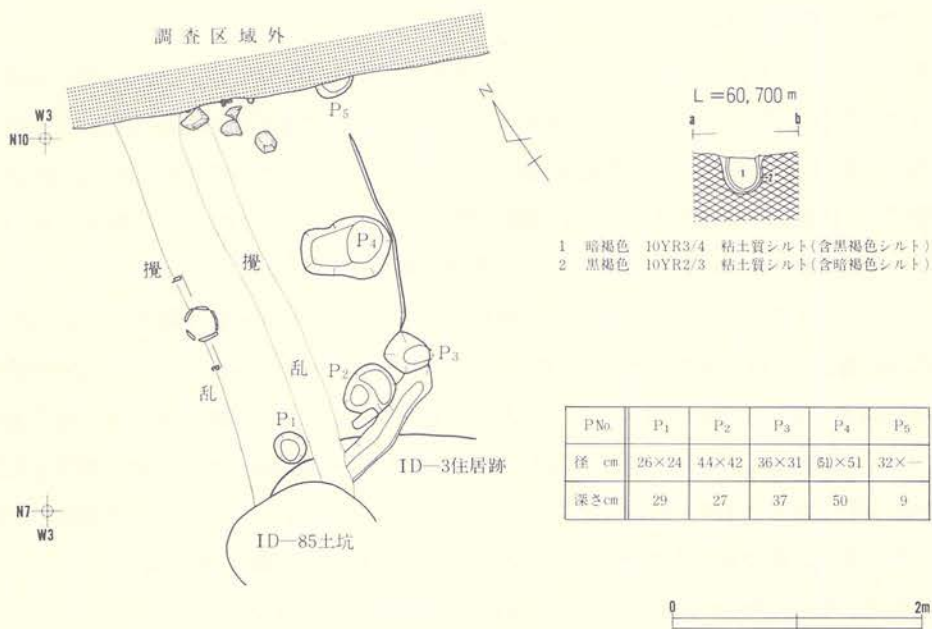 調査区域外
W3
N10
P5
Z
L=60,700m
a b
1
2
1 暗褐色 10YR3/4 粘土質シルト(含黒褐色シルト)
2 黒褐色 10YR2/3 粘土質シルト(含暗褐色シルト)
P4
攪
攪
a
b
乱
乱
P3
P2
P1
ID—3住居跡
ID—85土坑
N7
W3
PNo. P1 P2 P3 P4 P5
径 cm 26×24 44×42 36×31 (51)×51 32×—
深さcm 29 27 37 50 9
0 2m